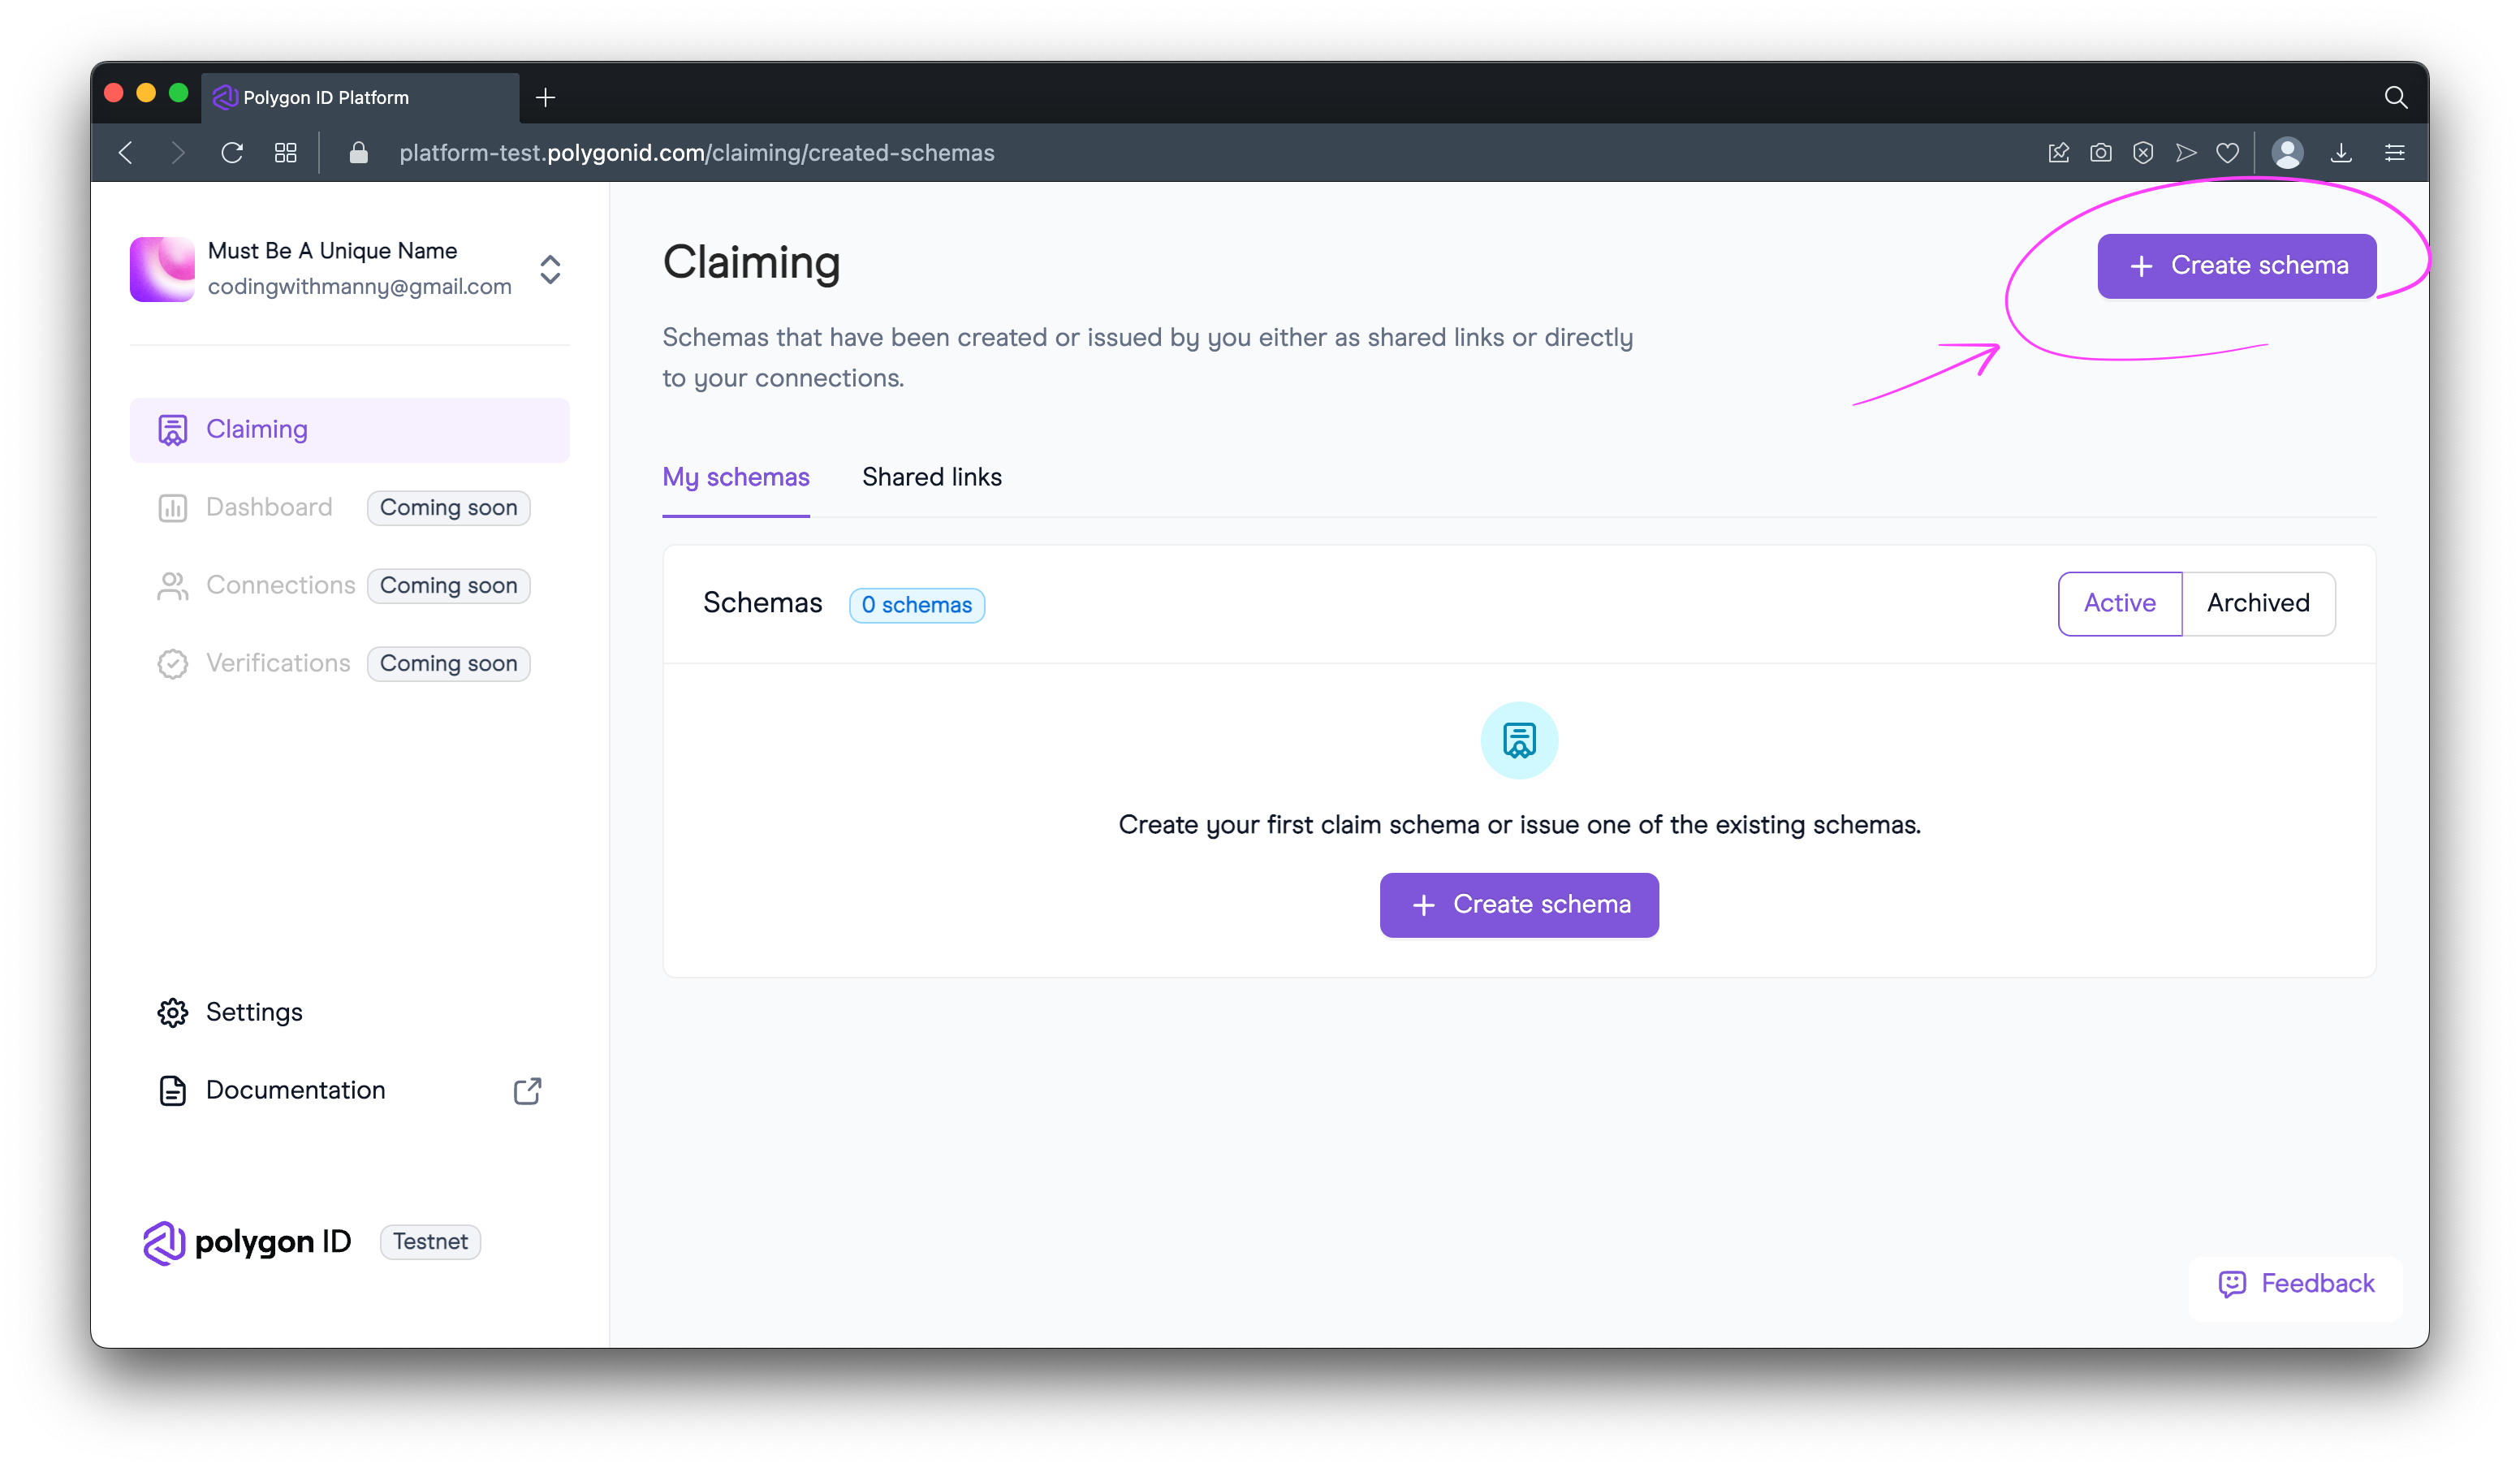 Polygon ID Platform
platform-test.polygonid.com/claiming/created-schemas
Must Be A Unique Name
codingwithmanny@gmail.com
Claiming
Dashboard Coming soon
Connections Coming soon
Verifications Coming soon
Settings
Documentation
polygon ID Testnet
Claiming
Create schema
Schemas that have been created or issued by you either as shared links or directly
to your connections.
My schemas Shared links
Schemas 0 schemas Active Archived
Create your first claim schema or issue one of the existing schemas.
Create schema
Feedback